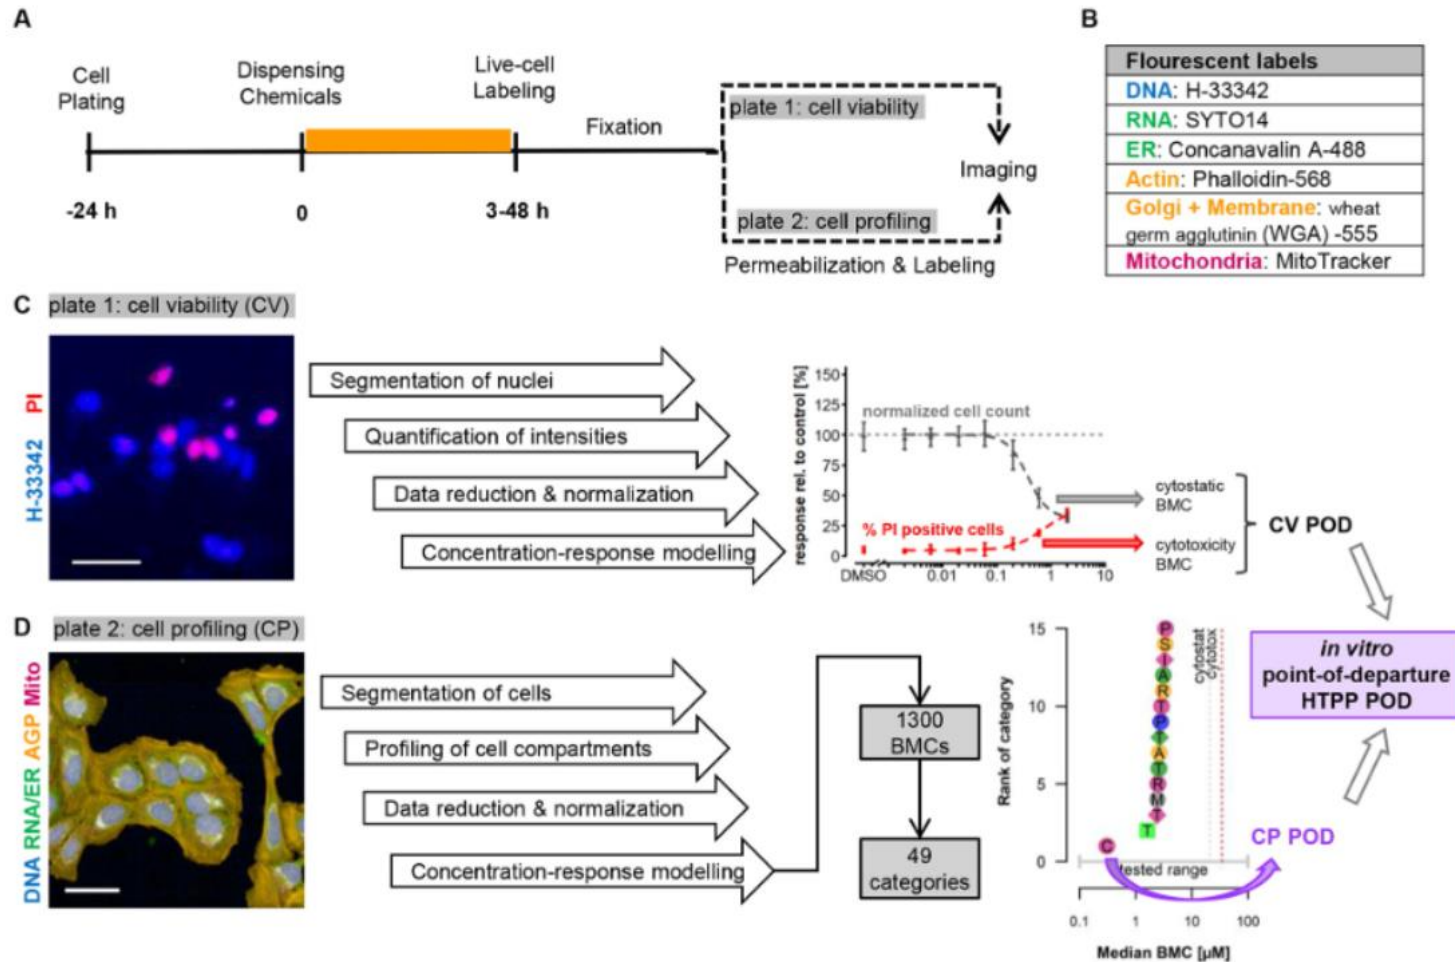 A
Cell
Plating
Dispensing
Chemicals
Live-cell
Labeling
Fixation
-24 h
0
3-48 h
plate 1: cell viability
Imaging
plate 2: cell profiling
Permeabilization & Labeling
B
Flourescent labels
DNA: H-33342
RNA: SYTO14
ER: Concanavalin A-488
Actin: Phalloidin-568
Golgi + Membrane: wheat
germ agglutinin (WGA) -555
Mitochondria: MitoTracker
C
plate 1: cell viability (CV)
H-33342 PI
Segmentation of nuclei
Quantification of intensities
Data reduction & normalization
Concentration-response modelling
response rel. to control [%]
150
125
100
75
50
25
0
normalized cell count
% PI positive cells
DMSO
0.01
0.1
1
10
cytostatic
BMC
cytotoxicity
BMC
CV POD
D
plate 2: cell profiling (CP)
DNA RNA/ER AGP Mito
Segmentation of cells
Profiling of cell compartments
Data reduction & normalization
Concentration-response modelling
1300
BMCs
49
categories
Rank of category
15
10
5
0
cytostat
cytotox
P
S
I
A
R
T
P
T
A
T
R
M
T
C
tested range
0.1
1
10
100
Median BMC [µM]
CP POD
in vitro
point-of-departure
HTPP POD